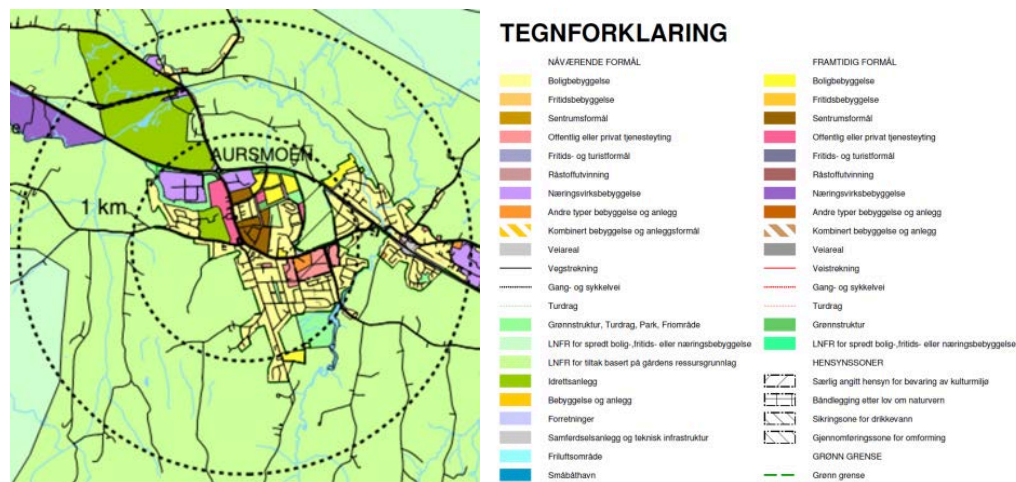 AURSMOEN
1 km
TEGNFORKLARING
NÅVÆRENDE FORMÅL
Boligbebyggelse
Fritidsbebyggelse
Sentrumsformål
Offentlig eller privat tjenesteyting
Fritids- og turistformål
Råstoffutvinning
Næringsvirksbebyggelse
Andre typer bebyggelse og anlegg
Kombinert bebyggelse og anleggsformål
Veiareal
Vegstrekning
Gang- og sykkelvei
Turdrag
Grønnstruktur, Turdrag, Park, Friområde
LNFR for spredt bolig-,fritids- eller næringsbebyggelse
LNFR for tiltak basert på gårdens ressursgrunnlag
Idrettsanlegg
Bebyggelse og anlegg
Forretninger
Samferdselsanlegg og teknisk infrastruktur
Friluftsområde
Småbåthavn
FRAMTIDIG FORMÅL
Boligbebyggelse
Fritidsbebyggelse
Sentrumsformål
Offentlig eller privat tjenesteyting
Fritids- og turistformål
Råstoffutvinning
Næringsvirksbebyggelse
Andre typer bebyggelse og anlegg
Kombinert bebyggelse og anlegg
Veiareal
Veistrekning
Gang- og sykkelvei
Turdrag
Grønnstruktur
LNFR for spredt bolig-,fritids- eller næringsbebyggelse
HENSYNSSONER
Særlig angitt hensyn for bevaring av kulturmiljø
Båndlegging etter lov om naturvern
Sikringsone for drikkevann
Gjennomføringssone for omforming
GRØNN GRENSE
Grønn grense